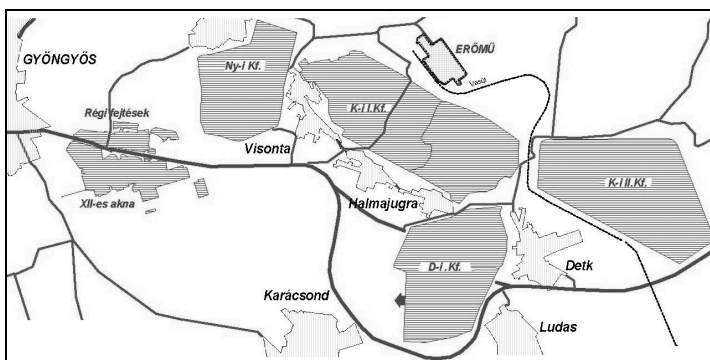 GYÖNGYÖS
Ny-i Kf.
ERŐMŰ
Vasút
Régi fejtések
K-i I.Kf.
Visonta
K-i II.Kf.
XII-es akna
Halmajugra
D-i .Kf.
Detk
Karácsond
Ludas